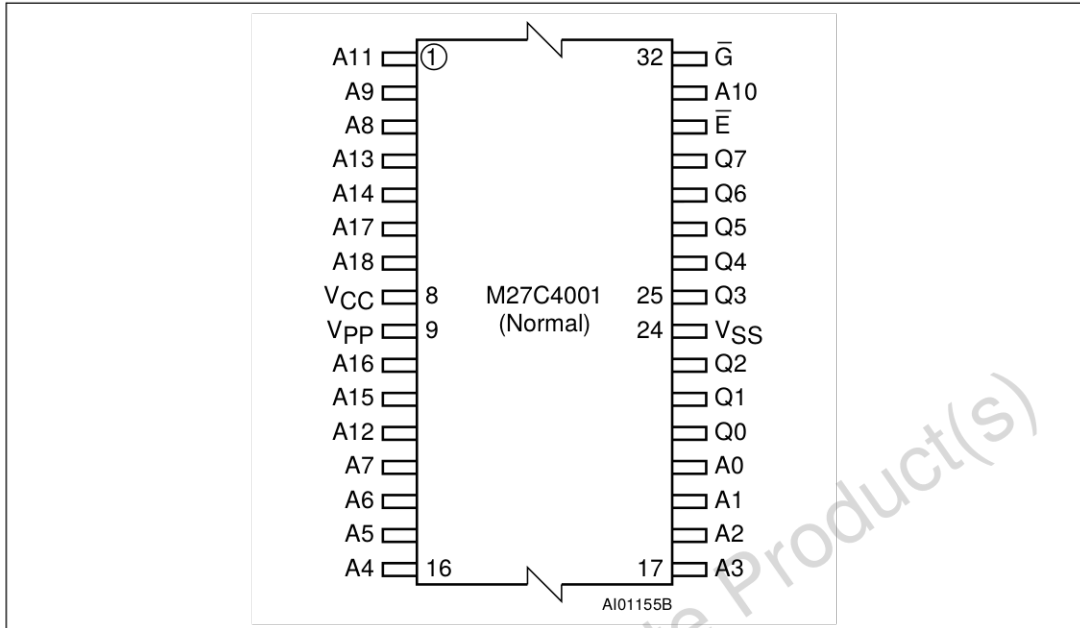 A11 1 32 G̅
A9 A10
A8 E̅
A13 Q7
A14 Q6
A17 Q5
A18 Q4
VCC 8 M27C4001 25 Q3
VPP 9 (Normal) 24 VSS
A16 Q2
A15 Q1
A12 Q0
A7 A0
A6 A1
A5 A2
A4 16 17 A3
AI01155B
Product(s)